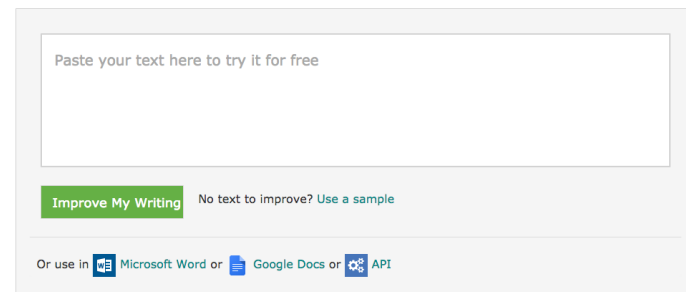 Paste your text here to try it for free
Improve My Writing No text to improve? Use a sample
Or use in Microsoft Word or Google Docs or API